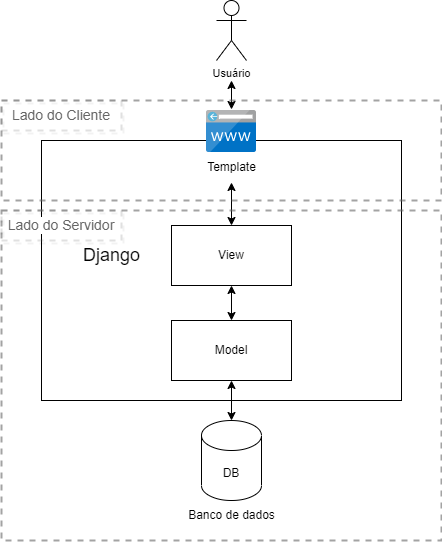 Usuário
Lado do Cliente
WWW
Template
Lado do Servidor
Django
View
Model
DB
Banco de dados